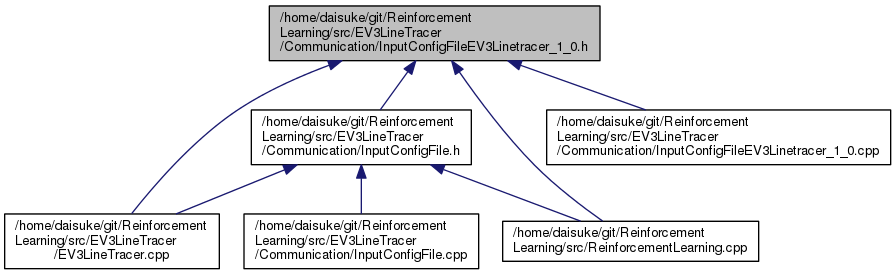 /home/daisuke/git/Reinforcement
Learning/src/EV3LineTracer
/Communication/InputConfigFileEV3Linetracer_1_0.h
/home/daisuke/git/Reinforcement
Learning/src/EV3LineTracer
/Communication/InputConfigFile.h
/home/daisuke/git/Reinforcement
Learning/src/EV3LineTracer
/Communication/InputConfigFileEV3Linetracer_1_0.cpp
/home/daisuke/git/Reinforcement
Learning/src/EV3LineTracer
/EV3LineTracer.cpp
/home/daisuke/git/Reinforcement
Learning/src/EV3LineTracer
/Communication/InputConfigFile.cpp
/home/daisuke/git/Reinforcement
Learning/src/ReinforcementLearning.cpp